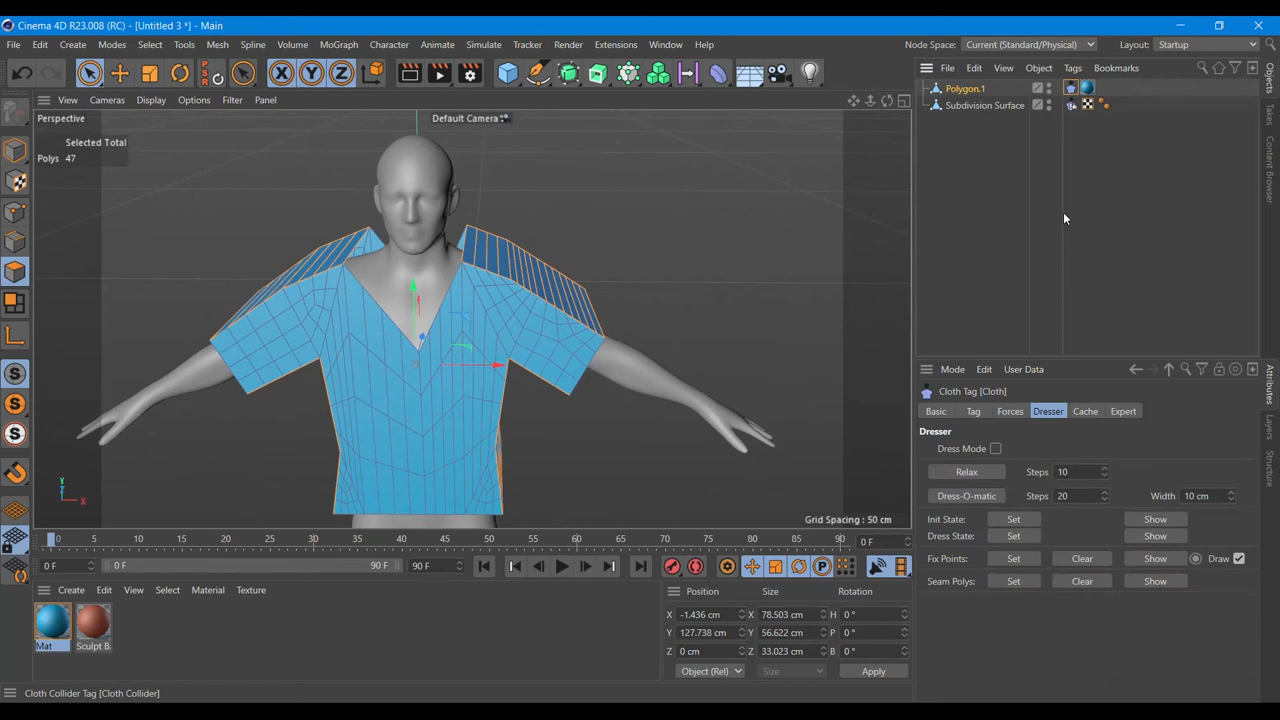 Cinema 4D R23.008 (RC) - [Untitled 3 *] - Main
File Edit Create Modes Select Tools Mesh Spline Volume MoGraph Character Animate Simulate Tracker Render Extensions Window Help Node Space: Current (Standard/Physical) Layout: Startup
PSR
X Y Z
File Edit View Object Tags Bookmarks
View Cameras Display Options Filter Panel
Polygon.1
Subdivision Surface
Perspective
Default Camera
Selected Total
Polys 47
Objects
Takes
Content Browser
Mode Edit User Data
Cloth Tag [Cloth]
Basic Tag Forces Dresser Cache Expert
Dresser
Dress Mode
Relax Steps 10
Dress-O-matic Steps 20 Width 10 cm
Init State: Set Show
Dress State: Set Show
Fix Points: Set Clear Show Draw
Seam Polys: Set Clear Show
Attributes
Layers
Structure
Y
Z
X
Grid Spacing : 50 cm
0 5 10 15 20 25 30 35 40 45 50 55 60 65 70 75 80 85 90 0 F
0 F 0 F 90 F 90 F
Create Edit View Select Material Texture
Mat
Sculpt B
Position Size Rotation
X -1.436 cm X 78.503 cm H 0 °
Y 127.738 cm Y 56.622 cm P 0 °
Z 0 cm Z 33.023 cm B 0 °
Object (Rel) Size Apply
Cloth Collider Tag [Cloth Collider]